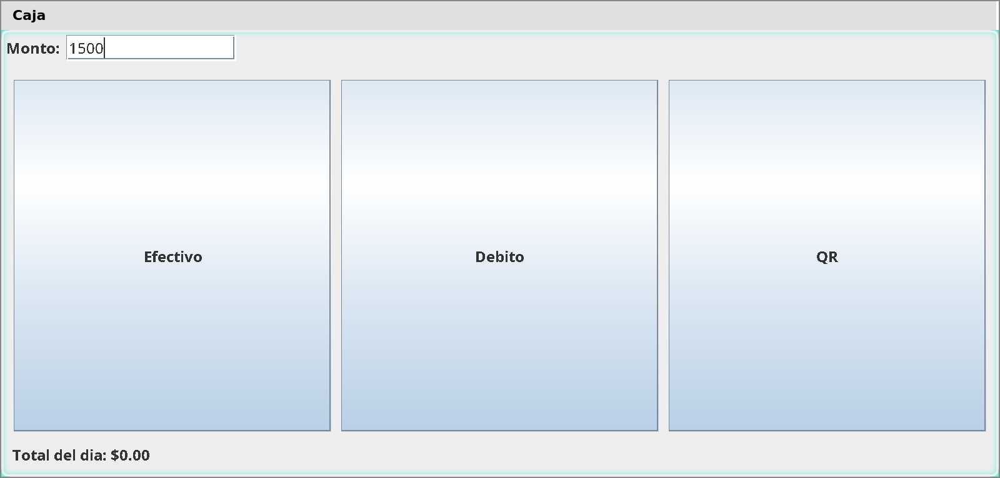 Caja
Monto: 1500
Efectivo Debito QR
Total del dia: $0.00